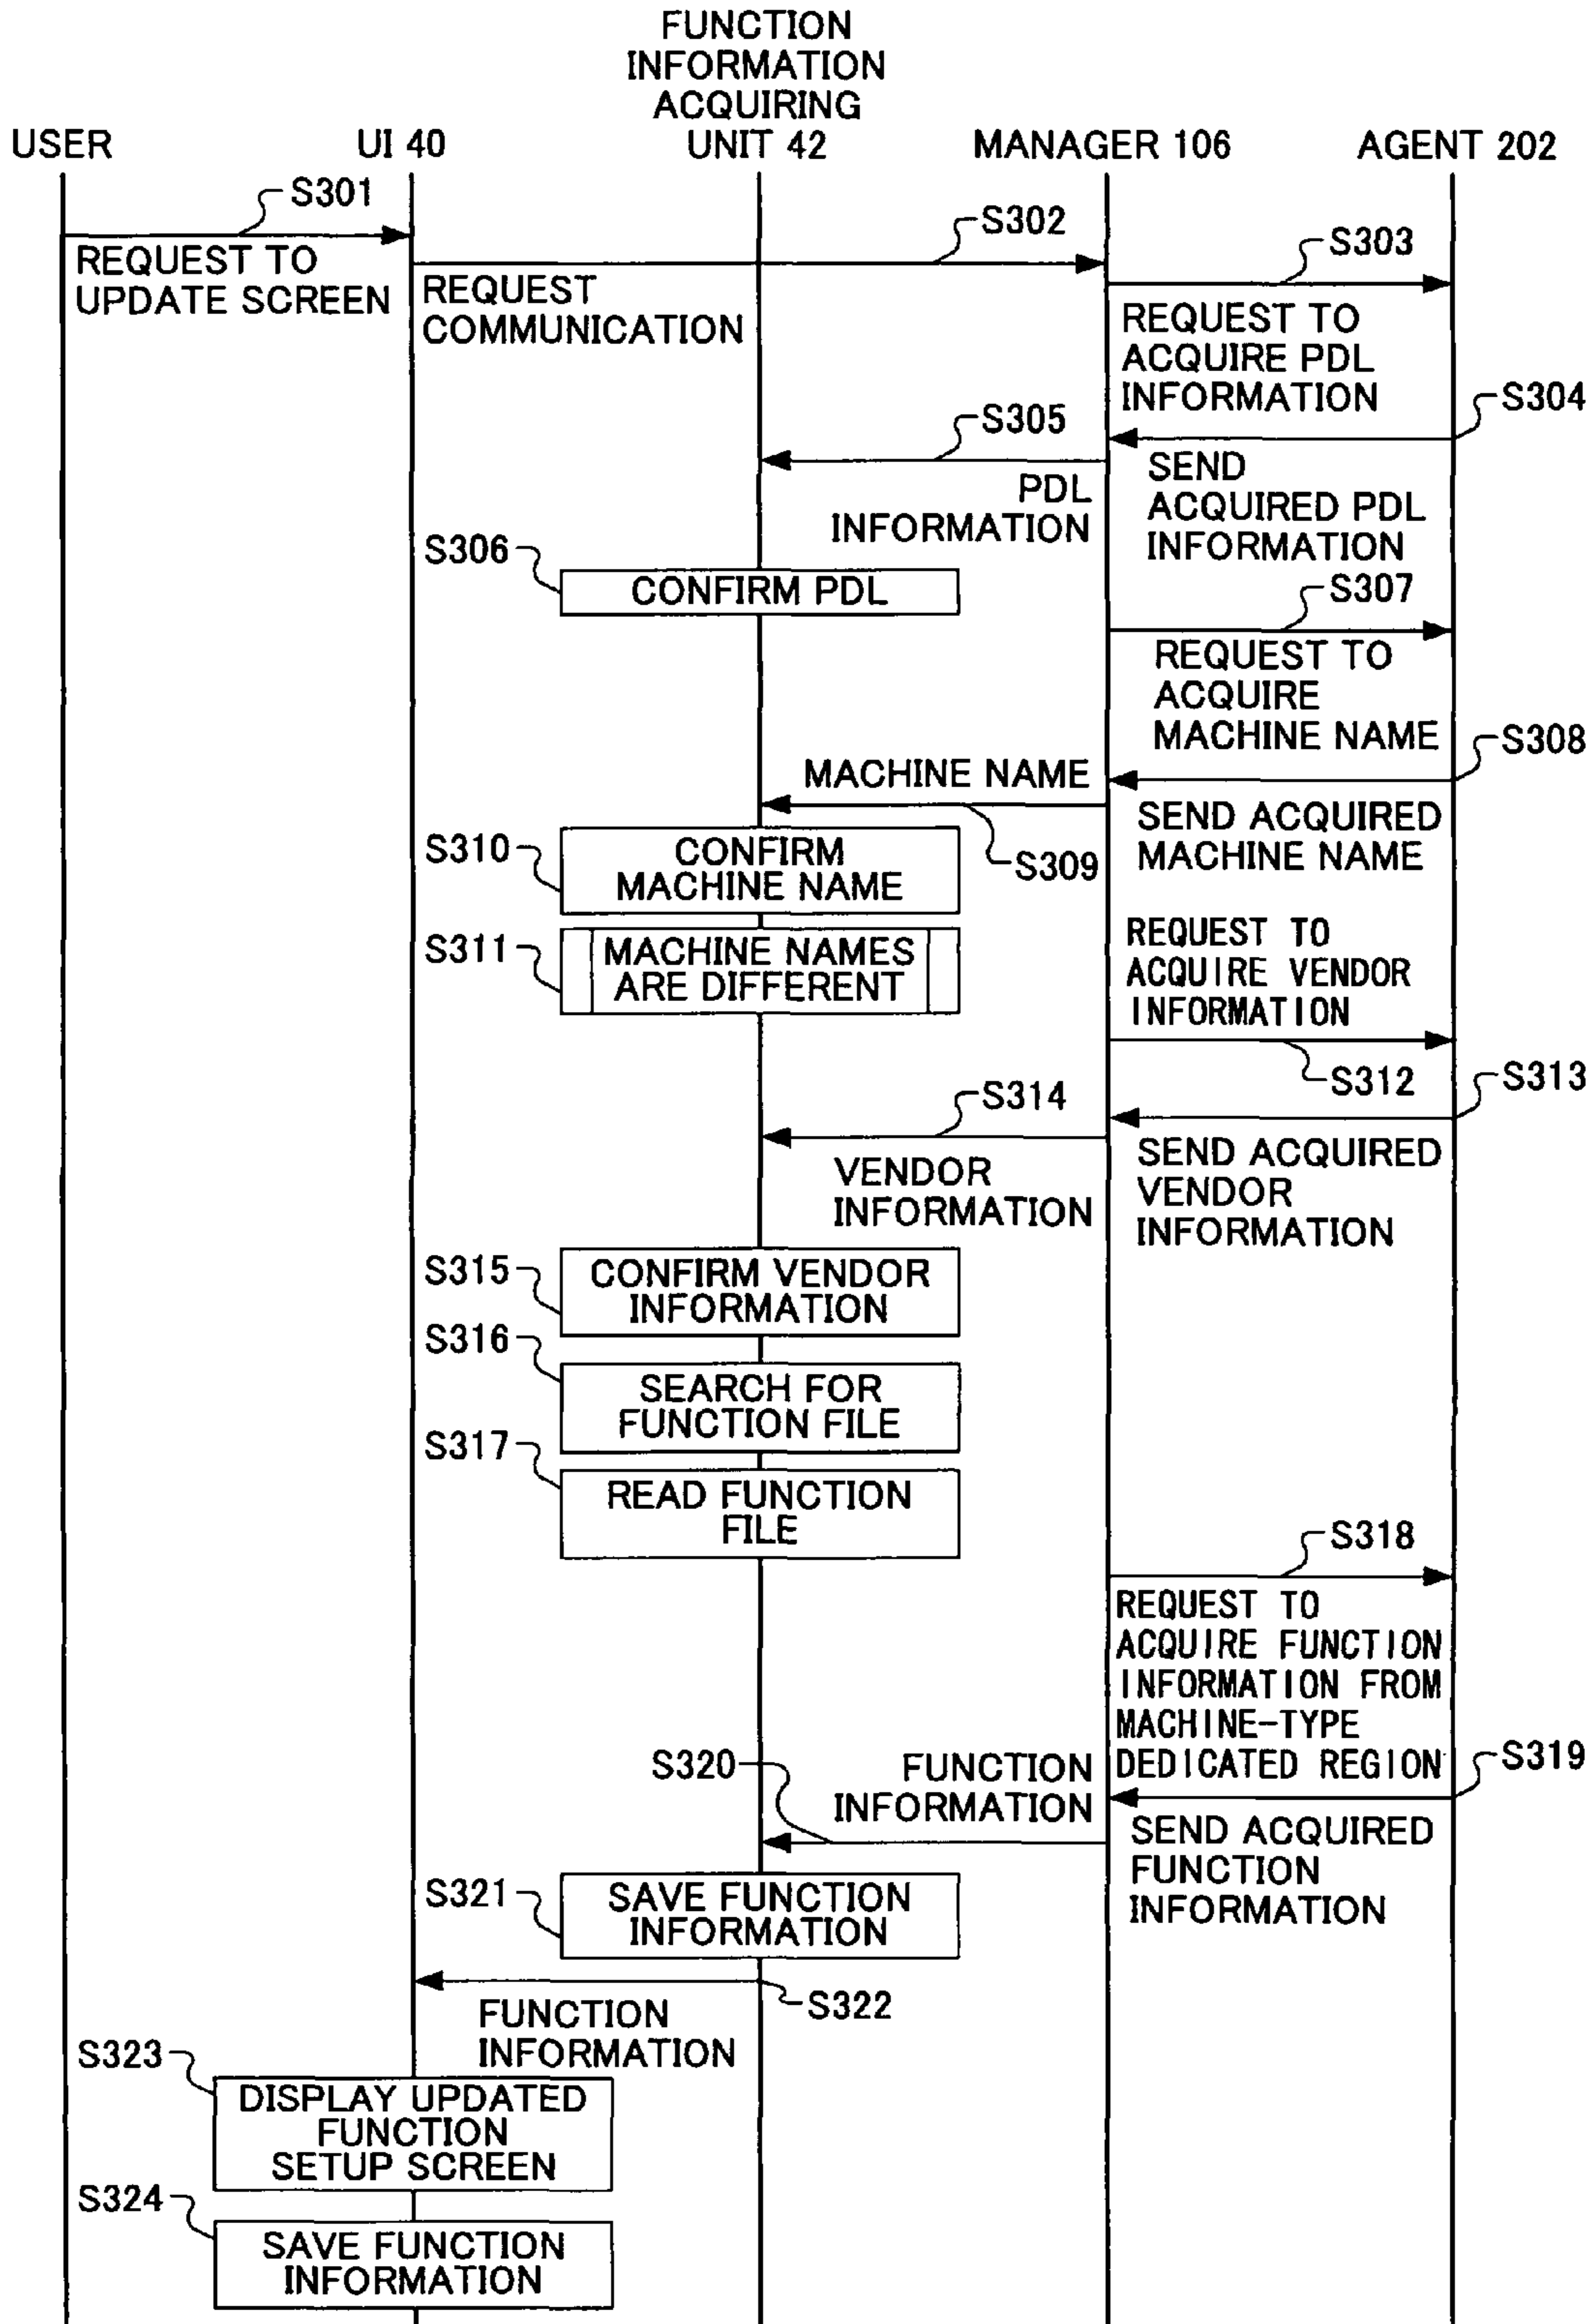 FUNCTION
INFORMATION
ACQUIRING
USER
UI 40
UNIT 42
MANAGER 106
AGENT 202
S301
S302
S303
REQUEST TO
UPDATE SCREEN
REQUEST
COMMUNICATION
REQUEST TO
ACQUIRE PDL
INFORMATION
S304
S305
PDL
INFORMATION
SEND
ACQUIRED PDL
INFORMATION
S306
CONFIRM PDL
S307
REQUEST TO
ACQUIRE
MACHINE NAME
S308
MACHINE NAME
S309
SEND ACQUIRED
MACHINE NAME
S310
CONFIRM
MACHINE NAME
S311
MACHINE NAMES
ARE DIFFERENT
REQUEST TO
ACQUIRE VENDOR
INFORMATION
S312
S313
S314
VENDOR
INFORMATION
SEND ACQUIRED
VENDOR
INFORMATION
S315
CONFIRM VENDOR
INFORMATION
S316
SEARCH FOR
FUNCTION FILE
S317
READ FUNCTION
FILE
S318
REQUEST TO
ACQUIRE FUNCTION
INFORMATION FROM
MACHINE-TYPE
DEDICATED REGION
S319
S320
FUNCTION
INFORMATION
SEND ACQUIRED
FUNCTION
INFORMATION
S321
SAVE FUNCTION
INFORMATION
S322
FUNCTION
INFORMATION
S323
DISPLAY UPDATED
FUNCTION
SETUP SCREEN
S324
SAVE FUNCTION
INFORMATION